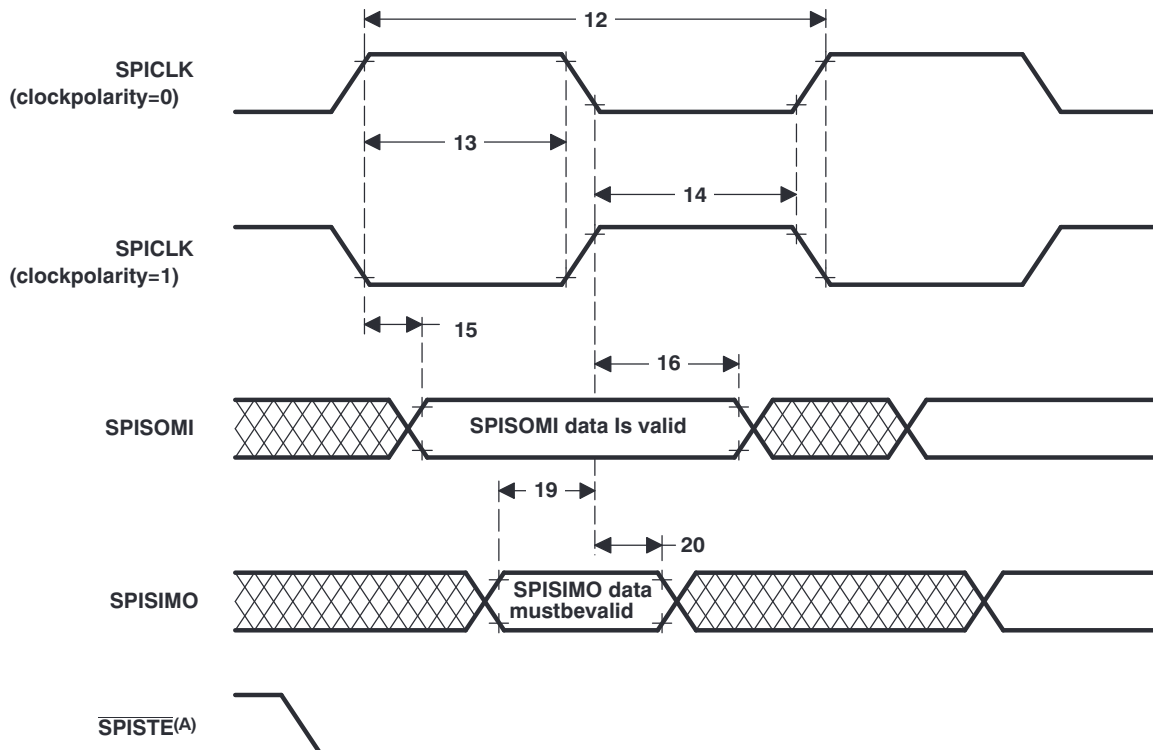 12
SPICLK
(clockpolarity=0)
13
14
SPICLK
(clockpolarity=1)
15
16
SPISOMI
SPISOMI data Is valid
19
20
SPISIMO
SPISIMO data
mustbevalid
SPISTE(A)